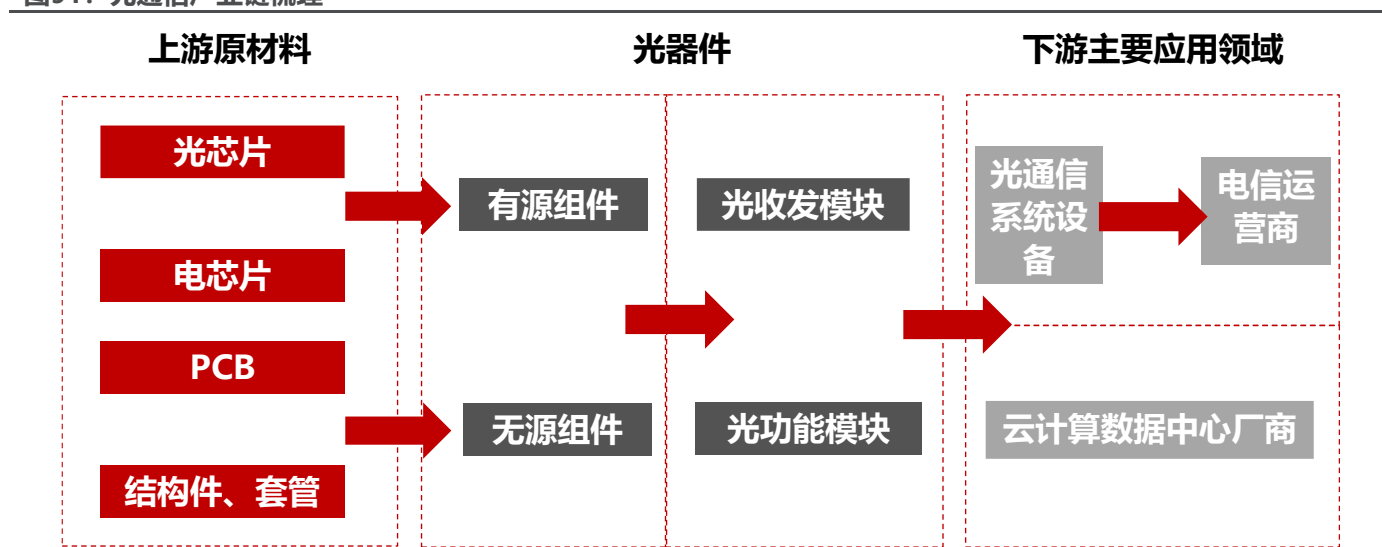 上游原材料
光器件
下游主要应用领域
光芯片
电芯片
PCB
结构件、套管
有源组件
无源组件
光收发模块
光功能模块
光通信
系统设
备
电信运
营商
云计算数据中心厂商